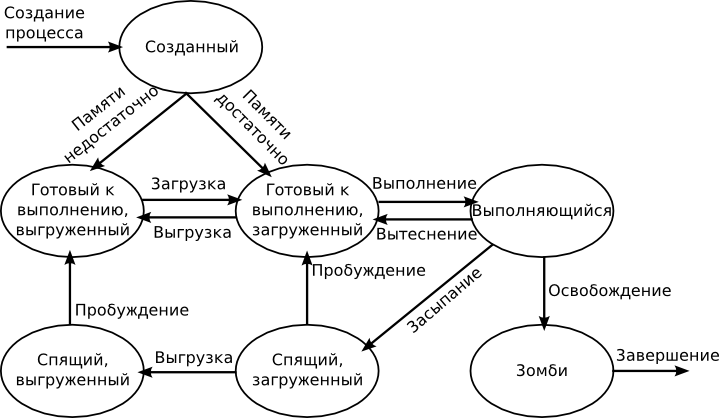 Создание
процесса
Созданный
Памяти
недостаточно
Памяти
достаточно
Готовый к
выполнению,
выгруженный
Загрузка
Выгрузка
Готовый к
выполнению,
загруженный
Выполнение
Вытеснение
Выполняющийся
Пробуждение
Пробуждение
Засыпание
Освобождение
Спящий,
выгруженный
Выгрузка
Спящий,
загруженный
Зомби
Завершение